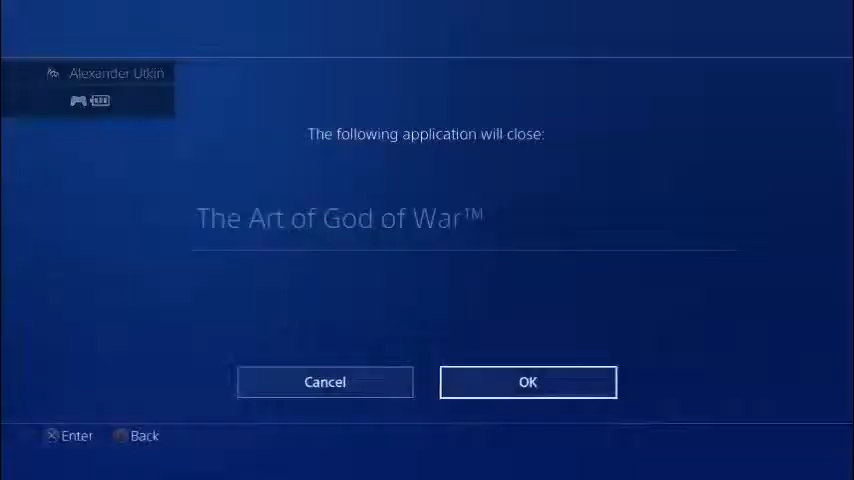 Alexander Utkin
The following application will close:
The Art of God of War™
Cancel
OK
Enter
Back